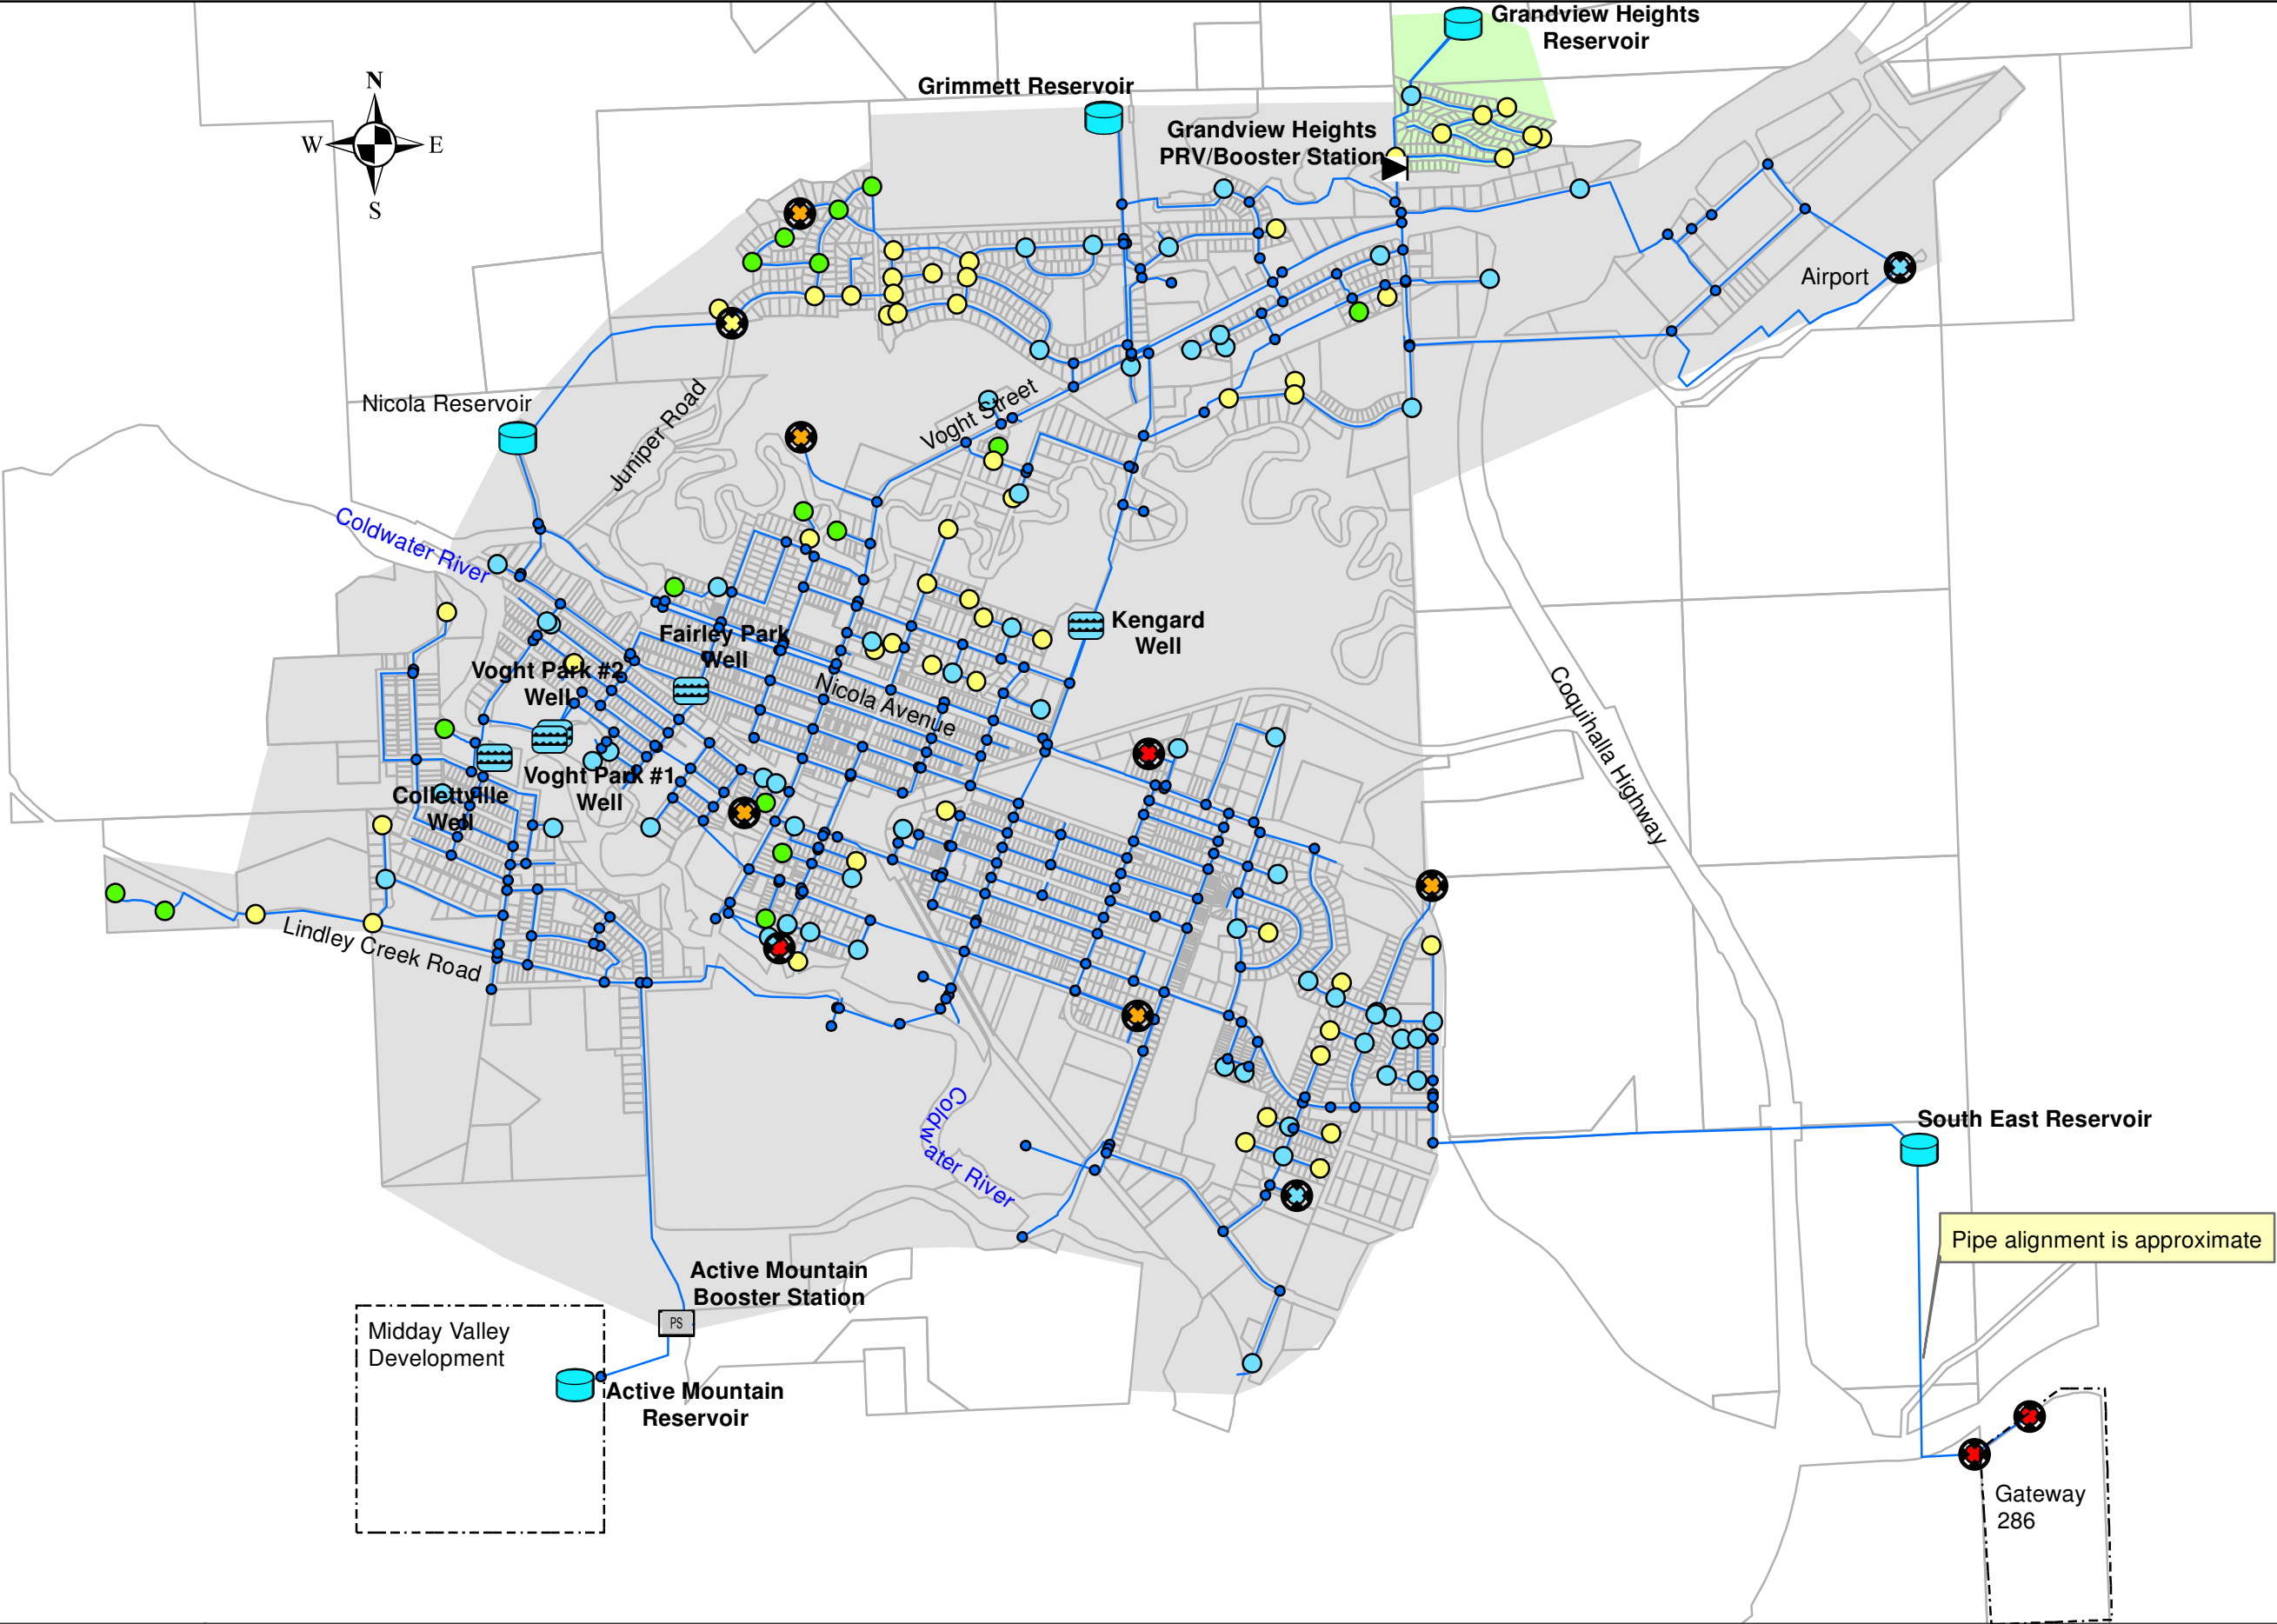 Grandview Heights
Reservoir
Grimmett Reservoir
Grandview Heights
PRV/Booster Station
N
W
E
S
Airport
Nicola Reservoir
Juniper Road
Voght Street
Coldwater River
Kengard
Well
Fairley Park
Well
Voght Park #2
Well
Nicola Avenue
Coquihalla Highway
Voght Park #1
Well
Collettville
Well
Lindley Creek Road
Coldwater River
South East Reservoir
Pipe alignment is approximate
Active Mountain
Booster Station
PS
Midday Valley
Development
Active Mountain
Reservoir
Gateway
286